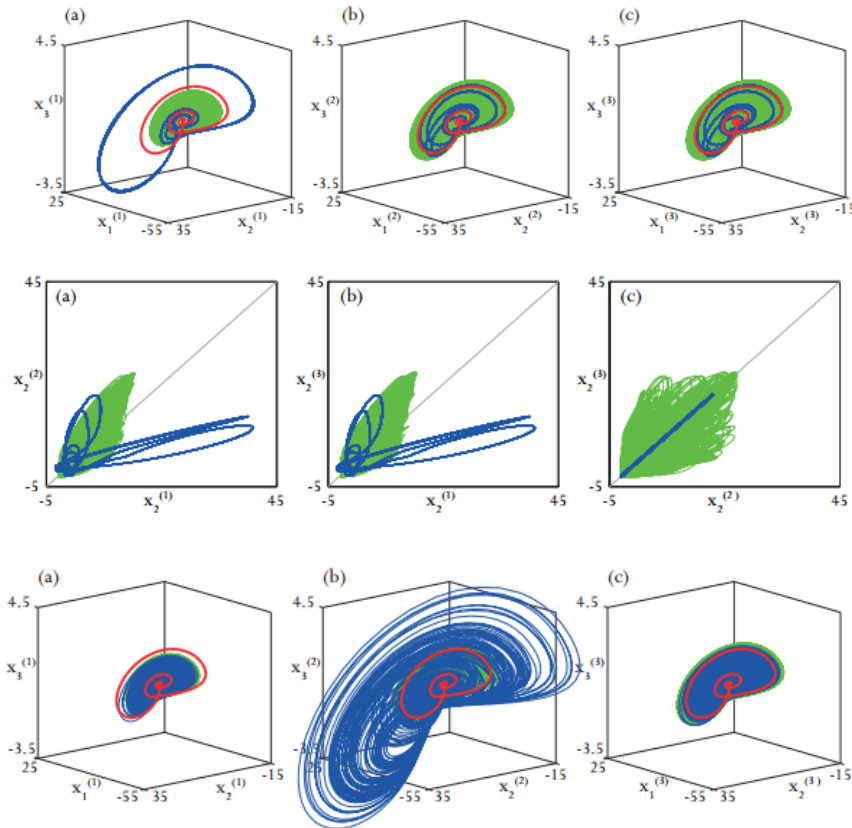 (a) (b) (c)
4.5 4.5 4.5
x₃⁽¹⁾ x₃⁽²⁾ x₃⁽³⁾
-3.5 -3.5 -3.5
25 -15 25 -15 25 -15
x₁⁽¹⁾ x₂⁽¹⁾ x₁⁽²⁾ x₂⁽²⁾ x₁⁽³⁾ x₂⁽³⁾
-55 35 -55 35 -55 35
45 (a) 45 (b) 45 (c)
x₂⁽²⁾ x₂⁽³⁾ x₂⁽³⁾
-5 -5 -5
-5 x₂⁽¹⁾ 45 -5 x₂⁽¹⁾ 45 -5 x₂⁽²⁾ 45
(a) (b) (c)
4.5 4.5 4.5
x₃⁽¹⁾ x₃⁽²⁾ x₃⁽³⁾
-3.5 -3.5 -3.5
25 -15 25 -15 25 -15
x₁⁽¹⁾ x₂⁽¹⁾ x₂⁽²⁾ x₁⁽³⁾ x₂⁽³⁾
-55 35 -55 35 -55 35